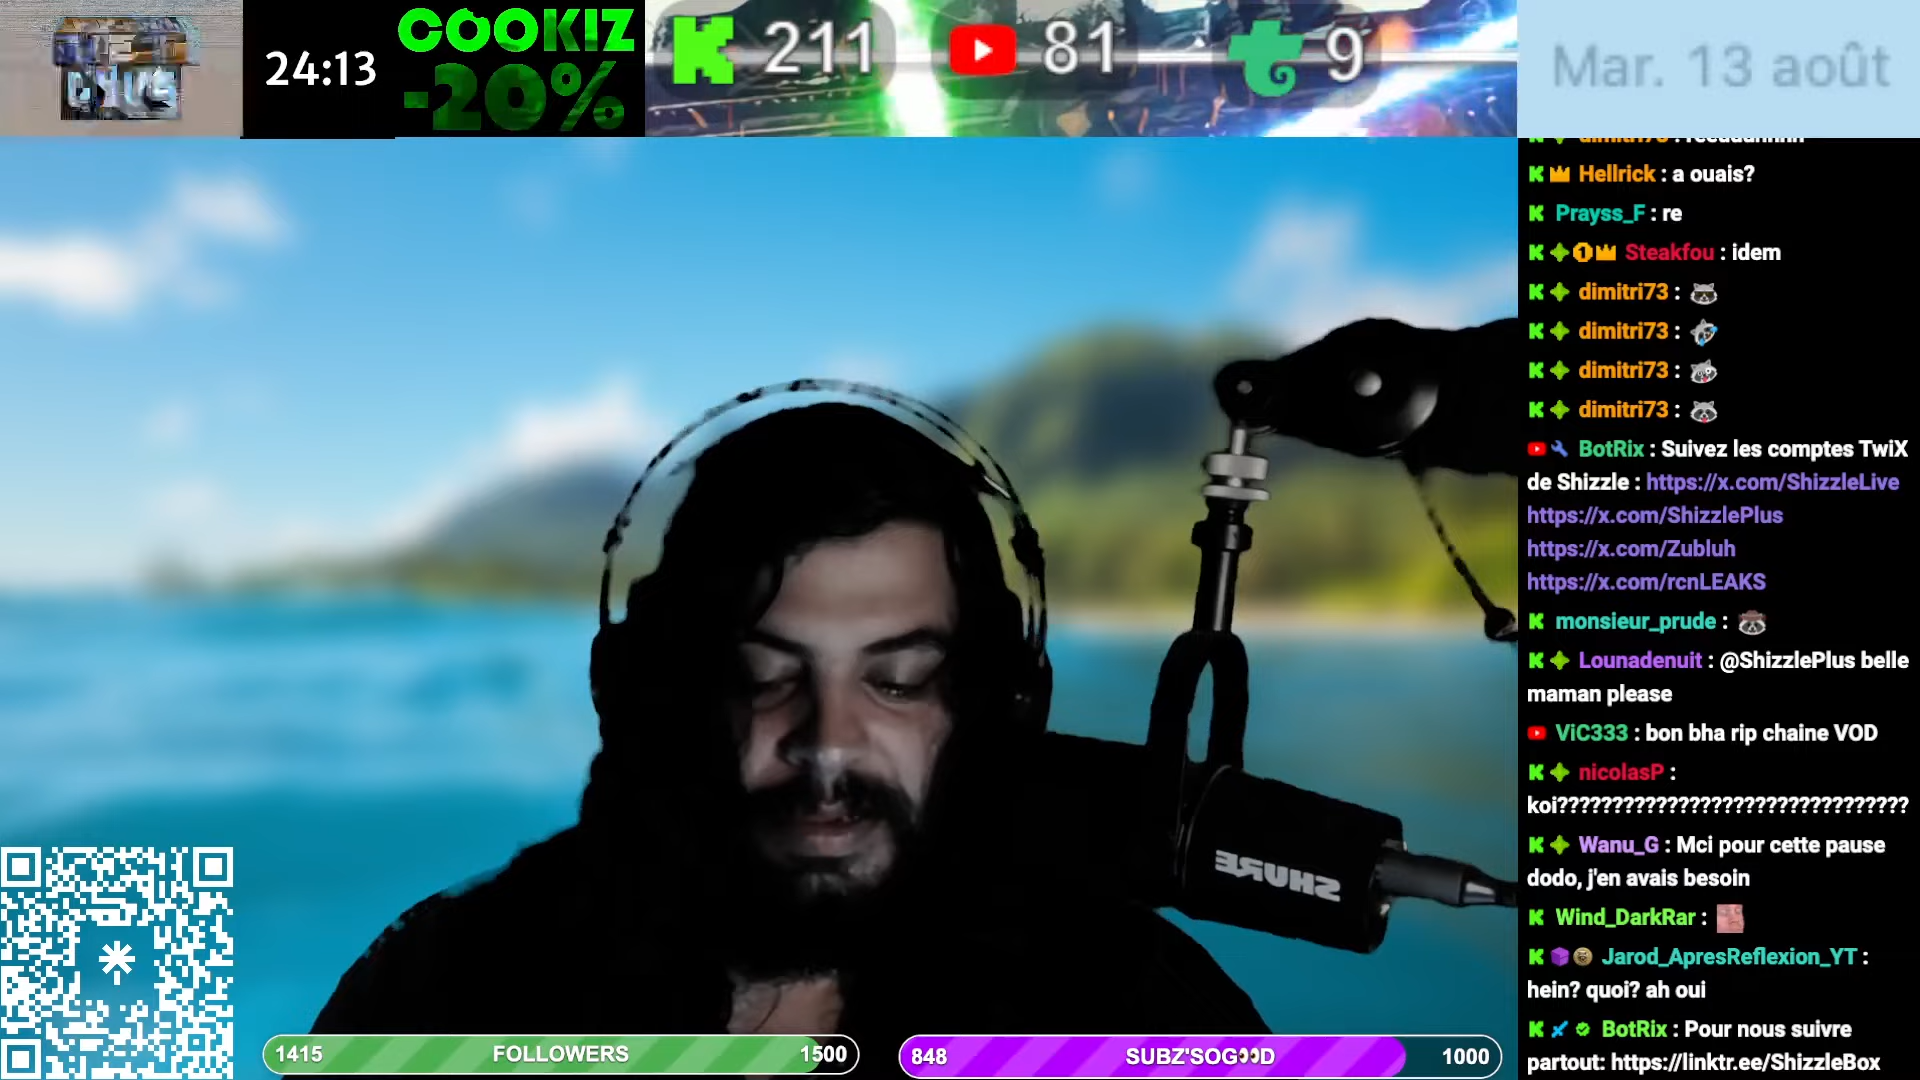 24:13
COOKIZ
-20%
211
81
9
Mar. 13 août
Hellrick : a ouais?
Prayss_F : re
Steakfou : idem
dimitri73 :
dimitri73 :
dimitri73 :
dimitri73 :
BotRix : Suivez les comptes TwiX
de Shizzle : https://x.com/ShizzleLive
https://x.com/ShizzlePlus
https://x.com/Zubluh
https://x.com/rcnLEAKS
monsieur_prude :
Lounadenuit : @ShizzlePlus belle
maman please
ViC333 : bon bha rip chaine VOD
nicolasP :
koi????????????????????????????????
Wanu_G : Mci pour cette pause
dodo, j'en avais besoin
Wind_DarkRar :
Jarod_ApresReflexion_YT :
hein? quoi? ah oui
BotRix : Pour nous suivre
partout: https://linktr.ee/ShizzleBox
SHURE
1415 FOLLOWERS 1500
848 SUBZ'SOG👀D 1000